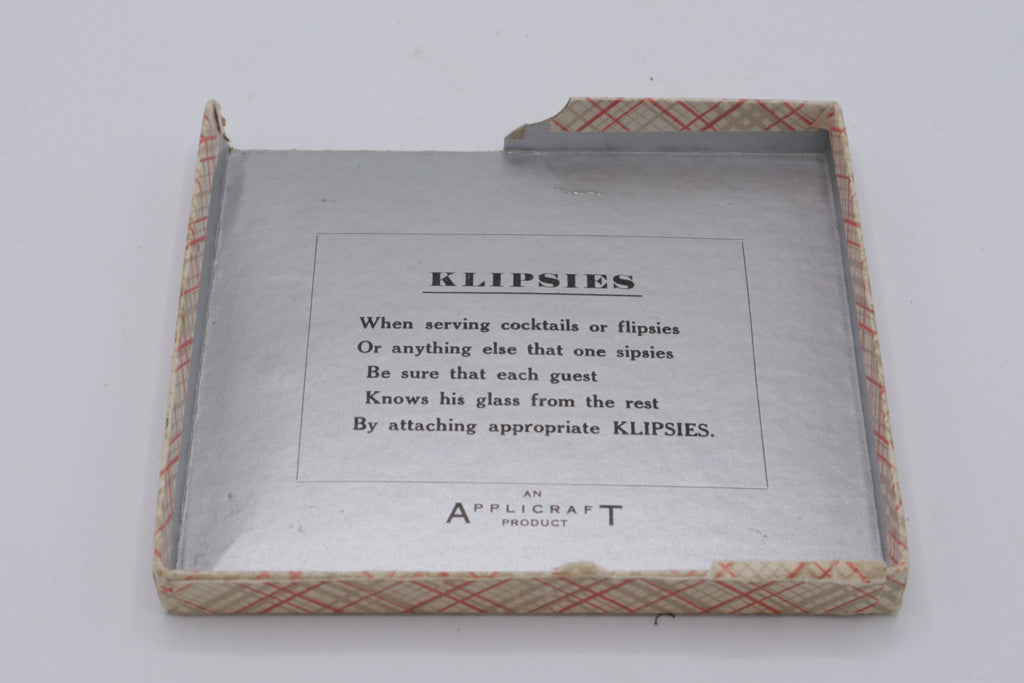 KLIPSIES
When serving cocktails or flipsies
Or anything else that one sipsies
Be sure that each guest
Knows his glass from the rest
By attaching appropriate KLIPSIES.
AN
APPLICRAFT
PRODUCT